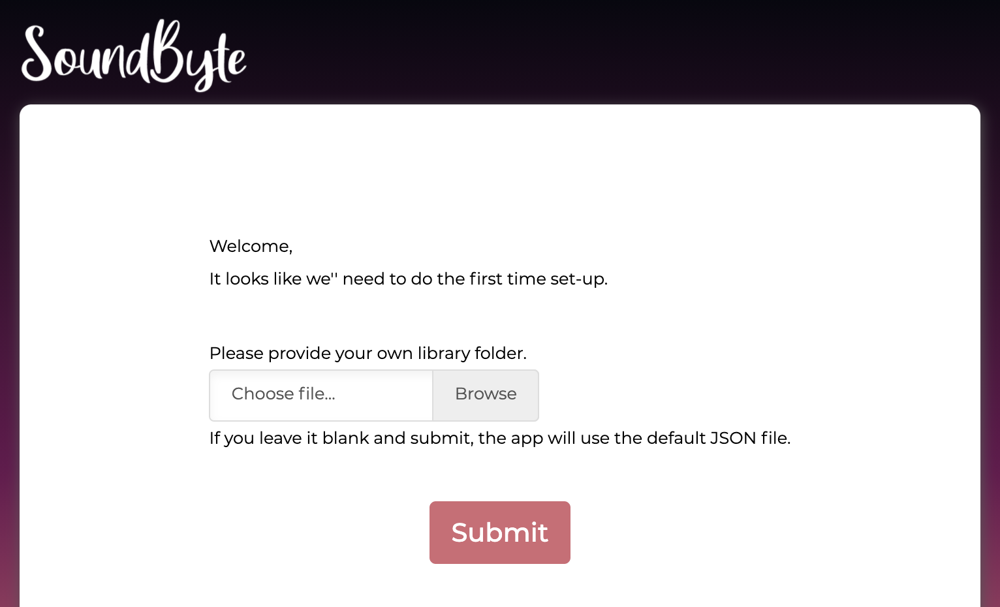 SoundByte
Welcome,
It looks like we'' need to do the first time set-up.
Please provide your own library folder.
Choose file...
Browse
If you leave it blank and submit, the app will use the default JSON file.
Submit